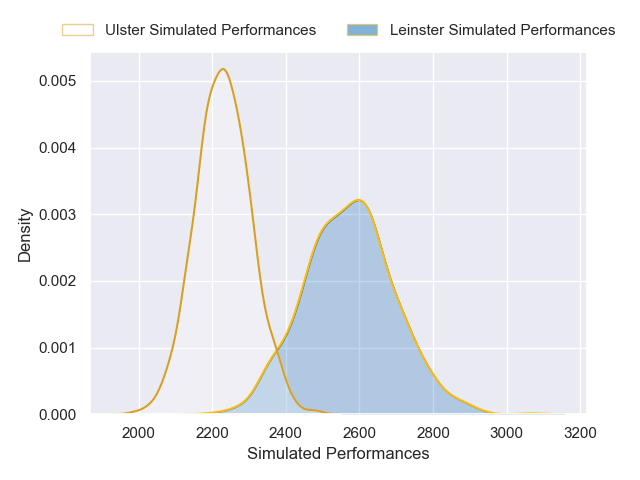 Ulster Simulated Performances Leinster Simulated Performances
0.005
0.004
0.003
0.002
0.001
0.000
Density
2000 2200 2400 2600 2800 3000 3200
Simulated Performances